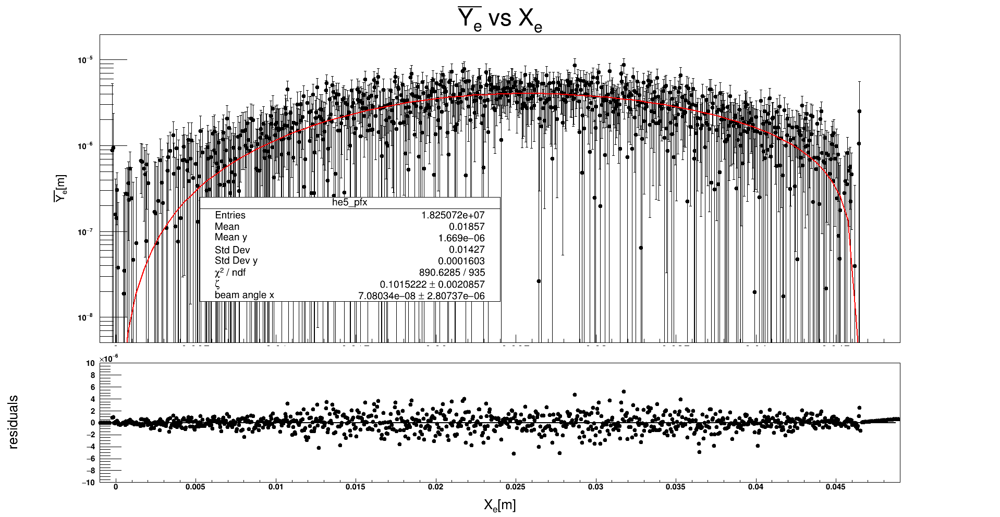 Y̅e vs Xe
10⁻⁵
10⁻⁶
10⁻⁷
10⁻⁸
Y̅e[m]
he5_pfx
Entries 1.825072e+07
Mean 0.01857
Mean y 1.669e−06
Std Dev 0.01427
Std Dev y 0.0001603
χ² / ndf 890.6285 / 935
ζ 0.1015222 ± 0.0020857
beam angle x 7.08034e−08 ± 2.80737e−06
×10⁻⁶
10
8
6
4
2
0
−2
−4
−6
−8
−10
residuals
0 0.005 0.01 0.015 0.02 0.025 0.03 0.035 0.04 0.045
Xe[m]